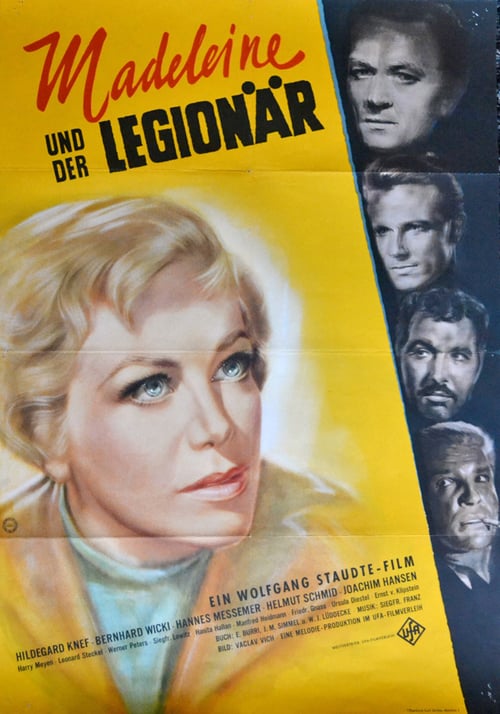 Madeleine
UND
DER
LEGIONÄR
EIN WOLFGANG STAUDTE-FILM
HILDEGARD KNEF · BERNHARD WICKI · HANNES MESSEMER · HELMUT SCHMID · JOACHIM HANSEN
Harry Meyen · Leonard Steckel · Werner Peters · Siegfr. Lowitz · Hanita Hallan · Manfred Heidmann · Friedr. Gnass · Ursula Diestel · Ernst v. Klipstein
BUCH: E. BURRI, J. M. SIMMEL u. W. J. LÜDDECKE · MUSIK: SIEGFR. FRANZ
BILD: VACLAV VICH · EINE MELODIE-PRODUKTION IM UFA-FILMVERLEIH
UFA